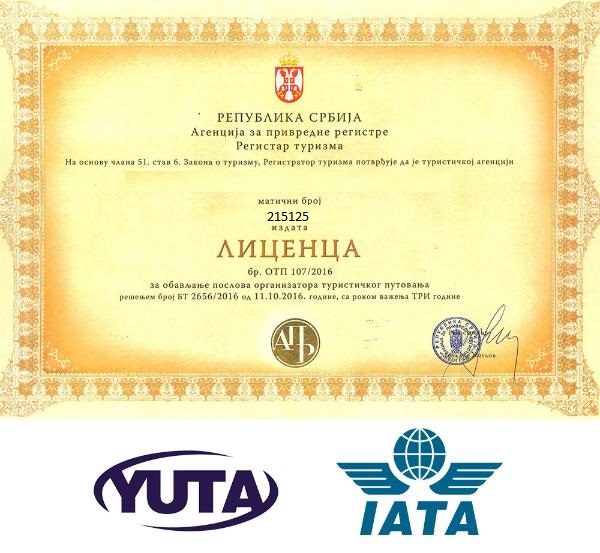 РЕПУБЛИКА СРБИЈА
Агенција за привредне регистре
Регистар туризма
На основу члана 51. став 6. Закона о туризму, Регистратор туризма потврђује да је туристичкој агенцији
матични број
215125
издата
ЛИЦЕНЦА
бр. ОТП 107/2016
за обављање послова организатора туристичког путовања
решењем број БТ 2656/2016 од 11.10.2016. године, са роком важења ТРИ године
АПР
YUTA
IATA